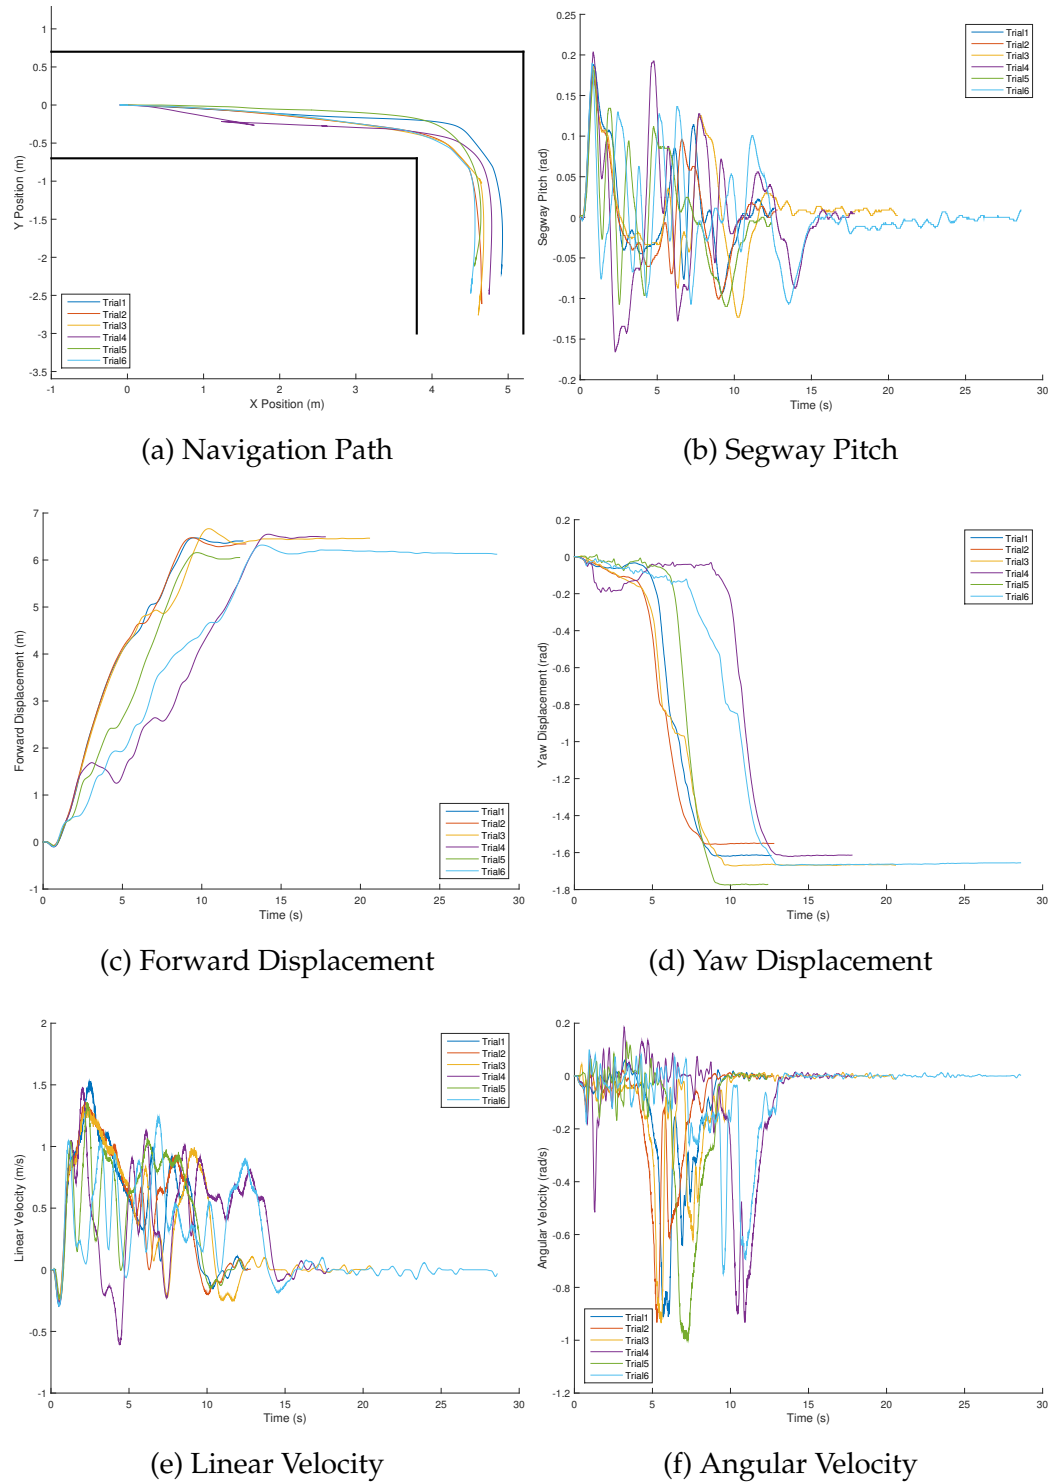 1
0.5
0
-0.5
-1
-1.5
-2
-2.5
-3
-3.5
Y Position (m)
Trial1
Trial2
Trial3
Trial4
Trial5
Trial6
-1 0 1 2 3 4 5
X Position (m)
(a) Navigation Path
0.25
0.2
0.15
0.1
0.05
0
-0.05
-0.1
-0.15
-0.2
Segway Pitch (rad)
Trial1
Trial2
Trial3
Trial4
Trial5
Trial6
0 5 10 15 20 25 30
Time (s)
(b) Segway Pitch
7
6
5
4
3
2
1
0
-1
Forward Displacement (m)
Trial1
Trial2
Trial3
Trial4
Trial5
Trial6
0 5 10 15 20 25 30
Time (s)
(c) Forward Displacement
0.2
0
-0.2
-0.4
-0.6
-0.8
-1
-1.2
-1.4
-1.6
-1.8
Yaw Displacement (rad)
Trial1
Trial2
Trial3
Trial4
Trial5
Trial6
0 5 10 15 20 25 30
Time (s)
(d) Yaw Displacement
2
1.5
1
0.5
0
-0.5
-1
Linear Velocity (m/s)
Trial1
Trial2
Trial3
Trial4
Trial5
Trial6
0 5 10 15 20 25 30
Time (s)
(e) Linear Velocity
0.2
0
-0.2
-0.4
-0.6
-0.8
-1
-1.2
Angular Velocity (rad/s)
Trial1
Trial2
Trial3
Trial4
Trial5
Trial6
0 5 10 15 20 25 30
Time (s)
(f) Angular Velocity